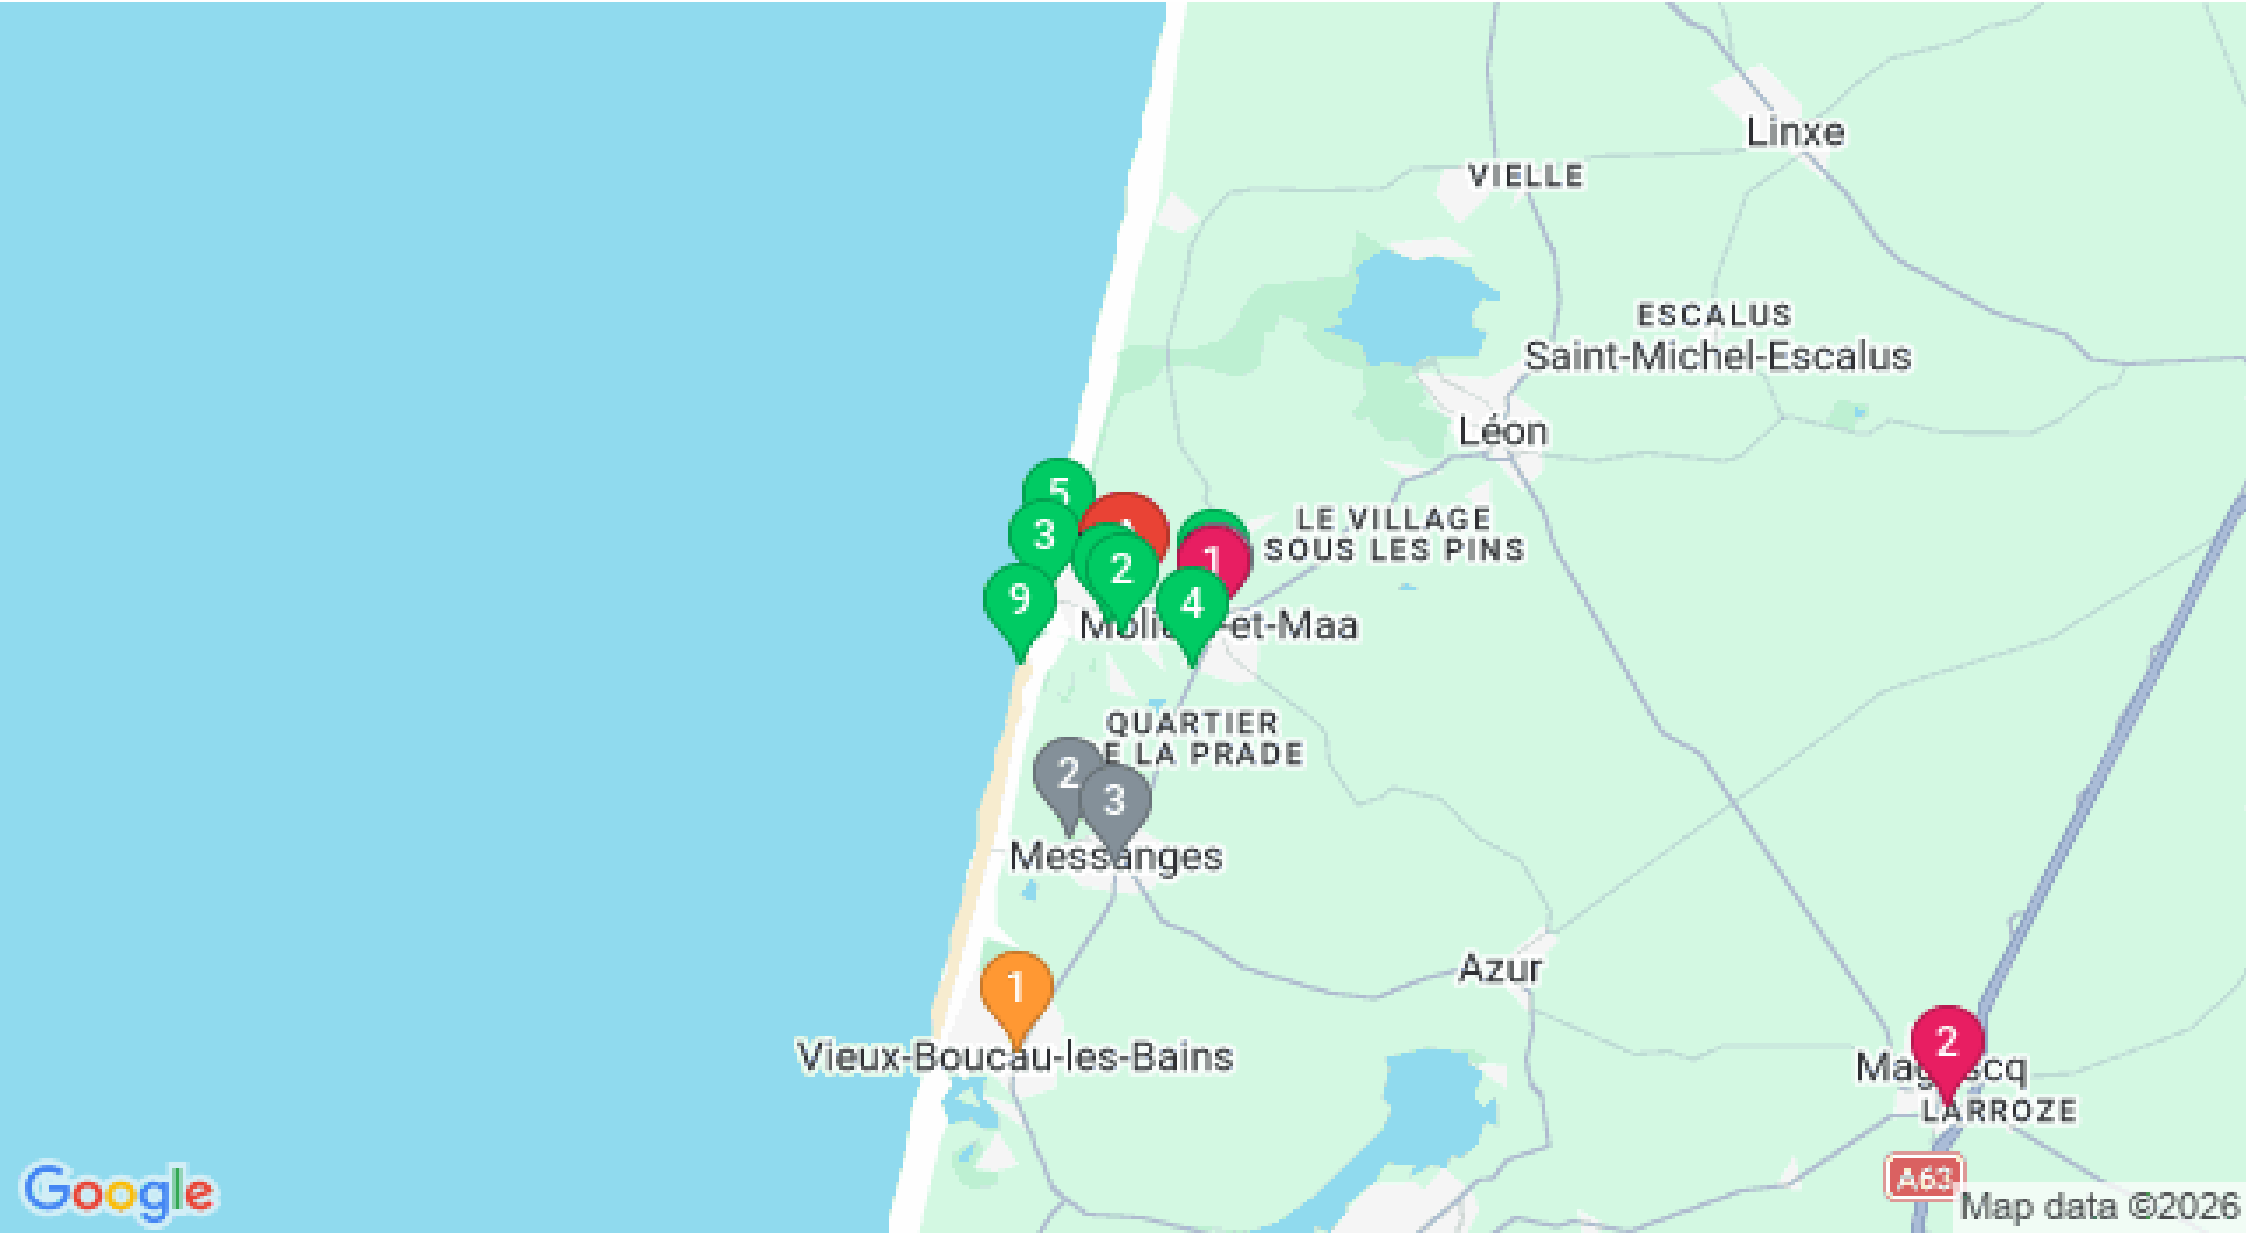 Linxe
VIELLE
ESCALUS
Saint-Michel-Escalus
Léon
5
LE VILLAGE
SOUS LES PINS
3
1
2
9
4
-et-Maa
QUARTIER
E LA PRADE
2
3
Messanges
Azur
1
2
Vieux-Boucau-les-Bains
LARROZE
A63
Google
Map data ©2026